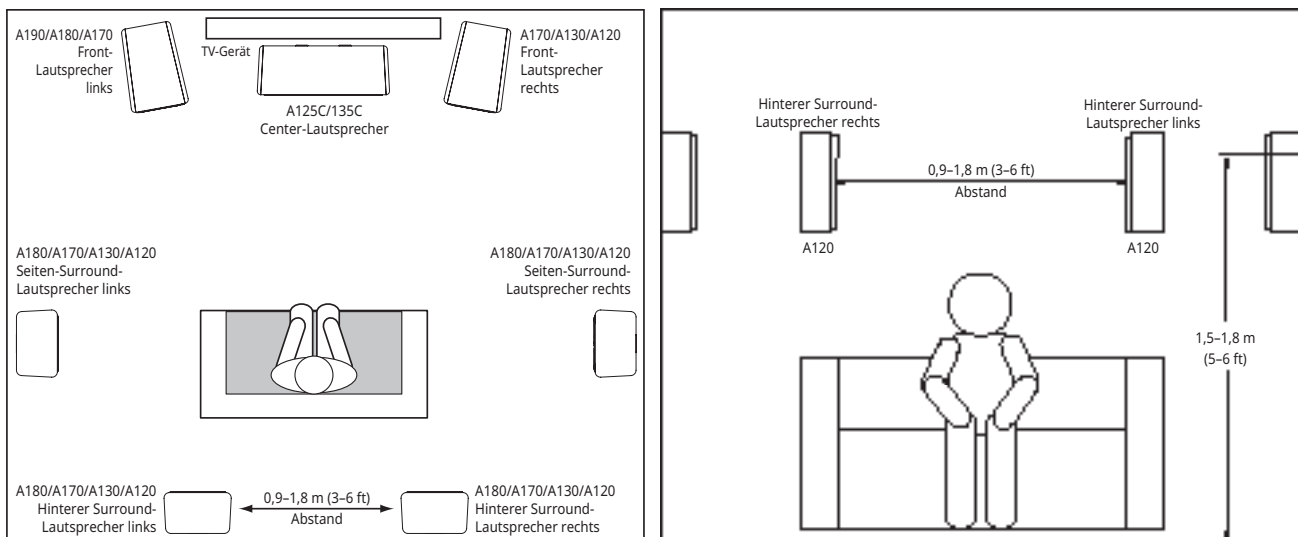 A190/A180/A170
Front-
Lautsprecher
links
TV-Gerät
A170/A130/A120
Front-
Lautsprecher
rechts
A125C/135C
Center-Lautsprecher
A180/A170/A130/A120
Seiten-Surround-
Lautsprecher links
A180/A170/A130/A120
Seiten-Surround-
Lautsprecher rechts
A180/A170/A130/A120
Hinterer Surround-
Lautsprecher links
0,9–1,8 m (3–6 ft)
Abstand
A180/A170/A130/A120
Hinterer Surround-
Lautsprecher rechts
Hinterer Surround-
Lautsprecher rechts
Hinterer Surround-
Lautsprecher links
0,9–1,8 m (3–6 ft)
Abstand
A120
A120
1,5–1,8 m
(5–6 ft)